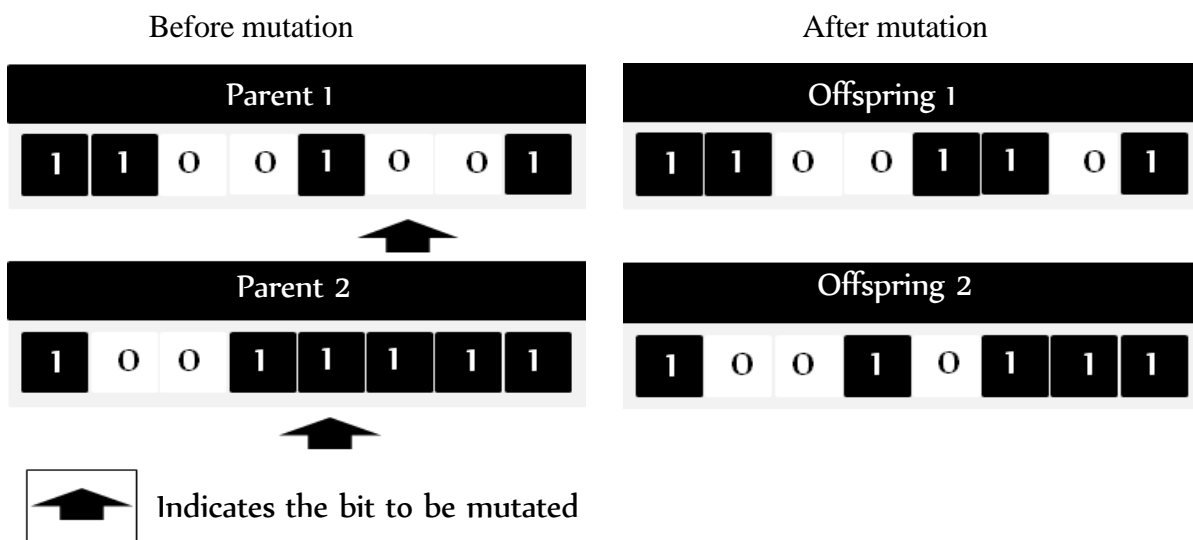 Before mutation
After mutation
Parent 1
Offspring 1
1 1 0 0 1 0 0 1
1 1 0 0 1 1 0 1
Parent 2
Offspring 2
1 0 0 1 1 1 1 1
1 0 0 1 0 1 1 1
Indicates the bit to be mutated